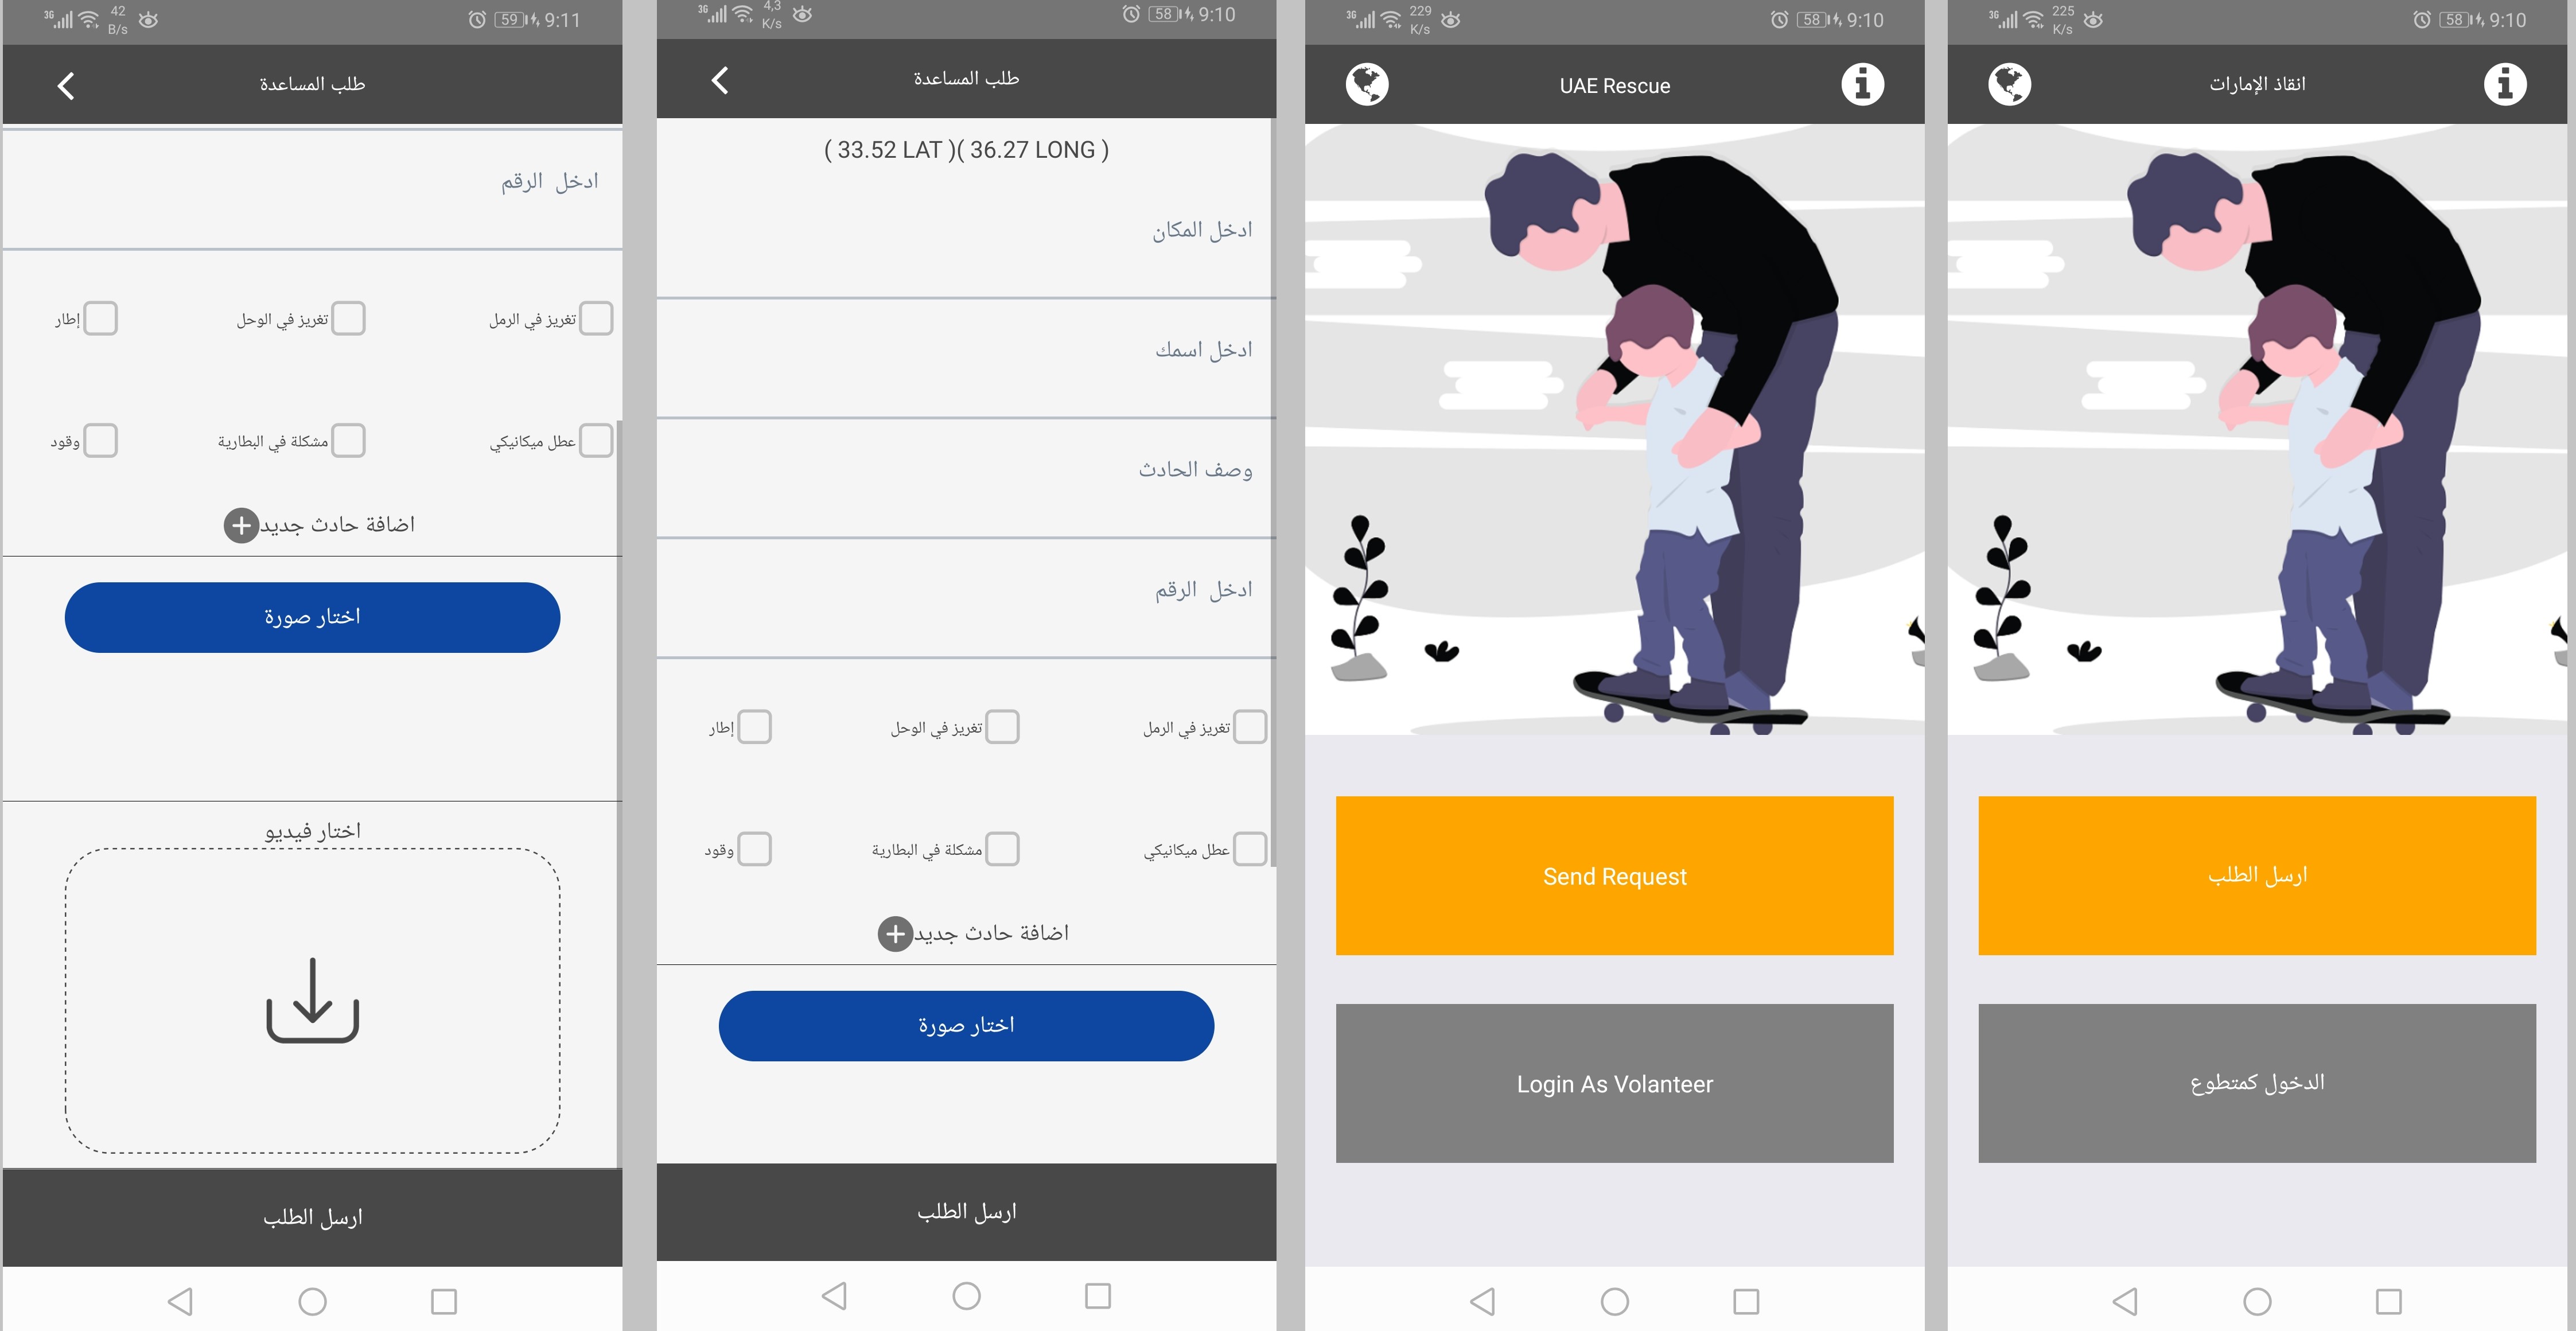 3G 42 B/s 59 9:11
طلب المساعدة
ادخل الرقم
تغريز في الرمل تغريز في الوحل إطار
عطل ميكانيكي مشكلة في البطارية وقود
اضافة حادث جديد
اختار صورة
اختار فيديو
ارسل الطلب
3G 4,3 K/s 58 9:10
طلب المساعدة
( 33.52 LAT )( 36.27 LONG )
ادخل المكان
ادخل اسمك
وصف الحادث
ادخل الرقم
تغريز في الرمل تغريز في الوحل إطار
عطل ميكانيكي مشكلة في البطارية وقود
اضافة حادث جديد
اختار صورة
ارسل الطلب
3G 229 K/s 58 9:10
UAE Rescue
Send Request
Login As Volanteer
3G 225 K/s 58 9:10
انقاذ الإمارات
ارسل الطلب
الدخول كمتطوع